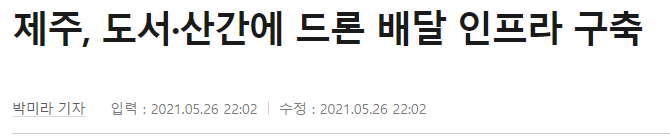 제주, 도서·산간에 드론 배달 인프라 구축
박미라 기자 입력 : 2021.05.26 22:02 수정 : 2021.05.26 22:02